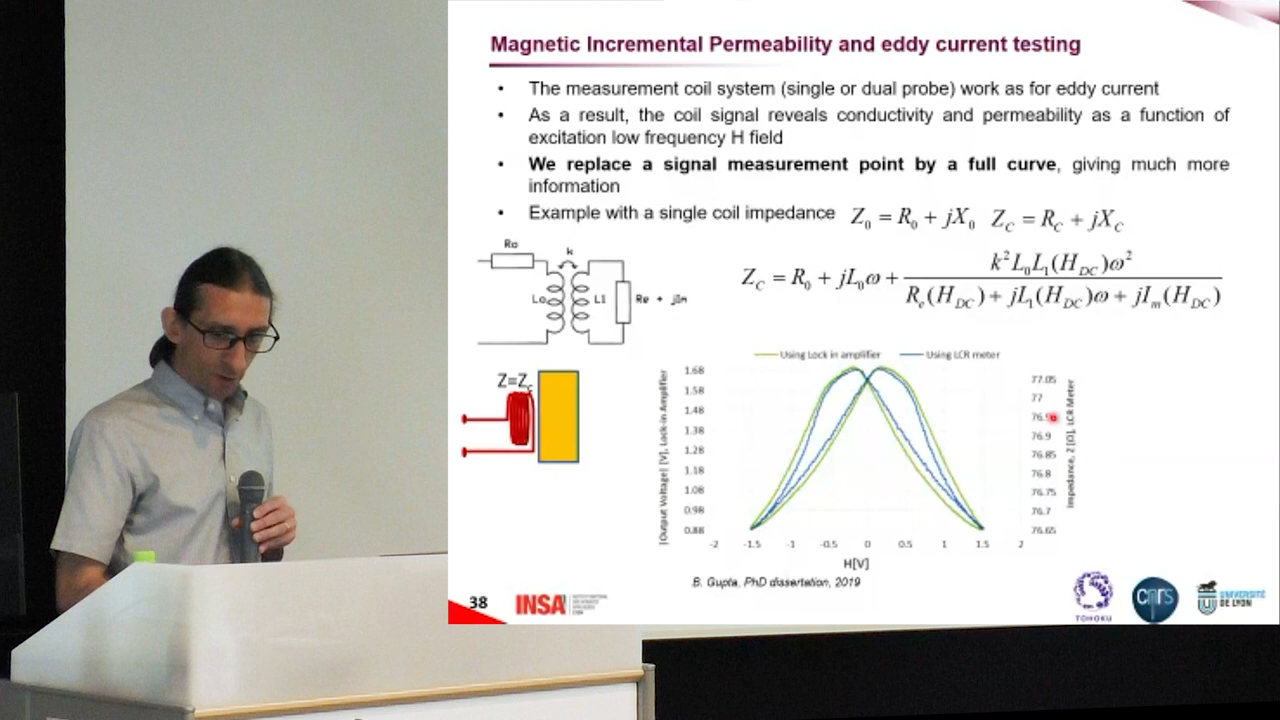 Magnetic Incremental Permeability and eddy current testing
• The measurement coil system (single or dual probe) work as for eddy current
• As a result, the coil signal reveals conductivity and permeability as a function of
excitation low frequency H field
• We replace a signal measurement point by a full curve, giving much more
information
• Example with a single coil impedance Z₀ = R₀ + jX₀ Z_C = R_C + jX_C
Z_C = R₀ + jL₀ω + k²L₀L₁(H_DC)ω² / R_e(H_DC) + jL₁(H_DC)ω + jI_m(H_DC)
Ro
k
Lo
L1
Re + jIm
Z=Z_c
Using Lock in amplifier
Using LCR meter
|Output Voltage| [V], Lock-in Amplifier
1.68
1.58
1.48
1.38
1.28
1.18
1.08
0.98
0.88
77.05
77
76.9
76.85
76.8
76.75
76.7
76.65
Impedance, Z [Ω], LCR Meter
-2 -1.5 -1 -0.5 0 0.5 1 1.5 2
H[V]
B. Gupta, PhD dissertation, 2019
38
INSA
TOHOKU
cnrs
UNIVERSITÉ
DE LYON